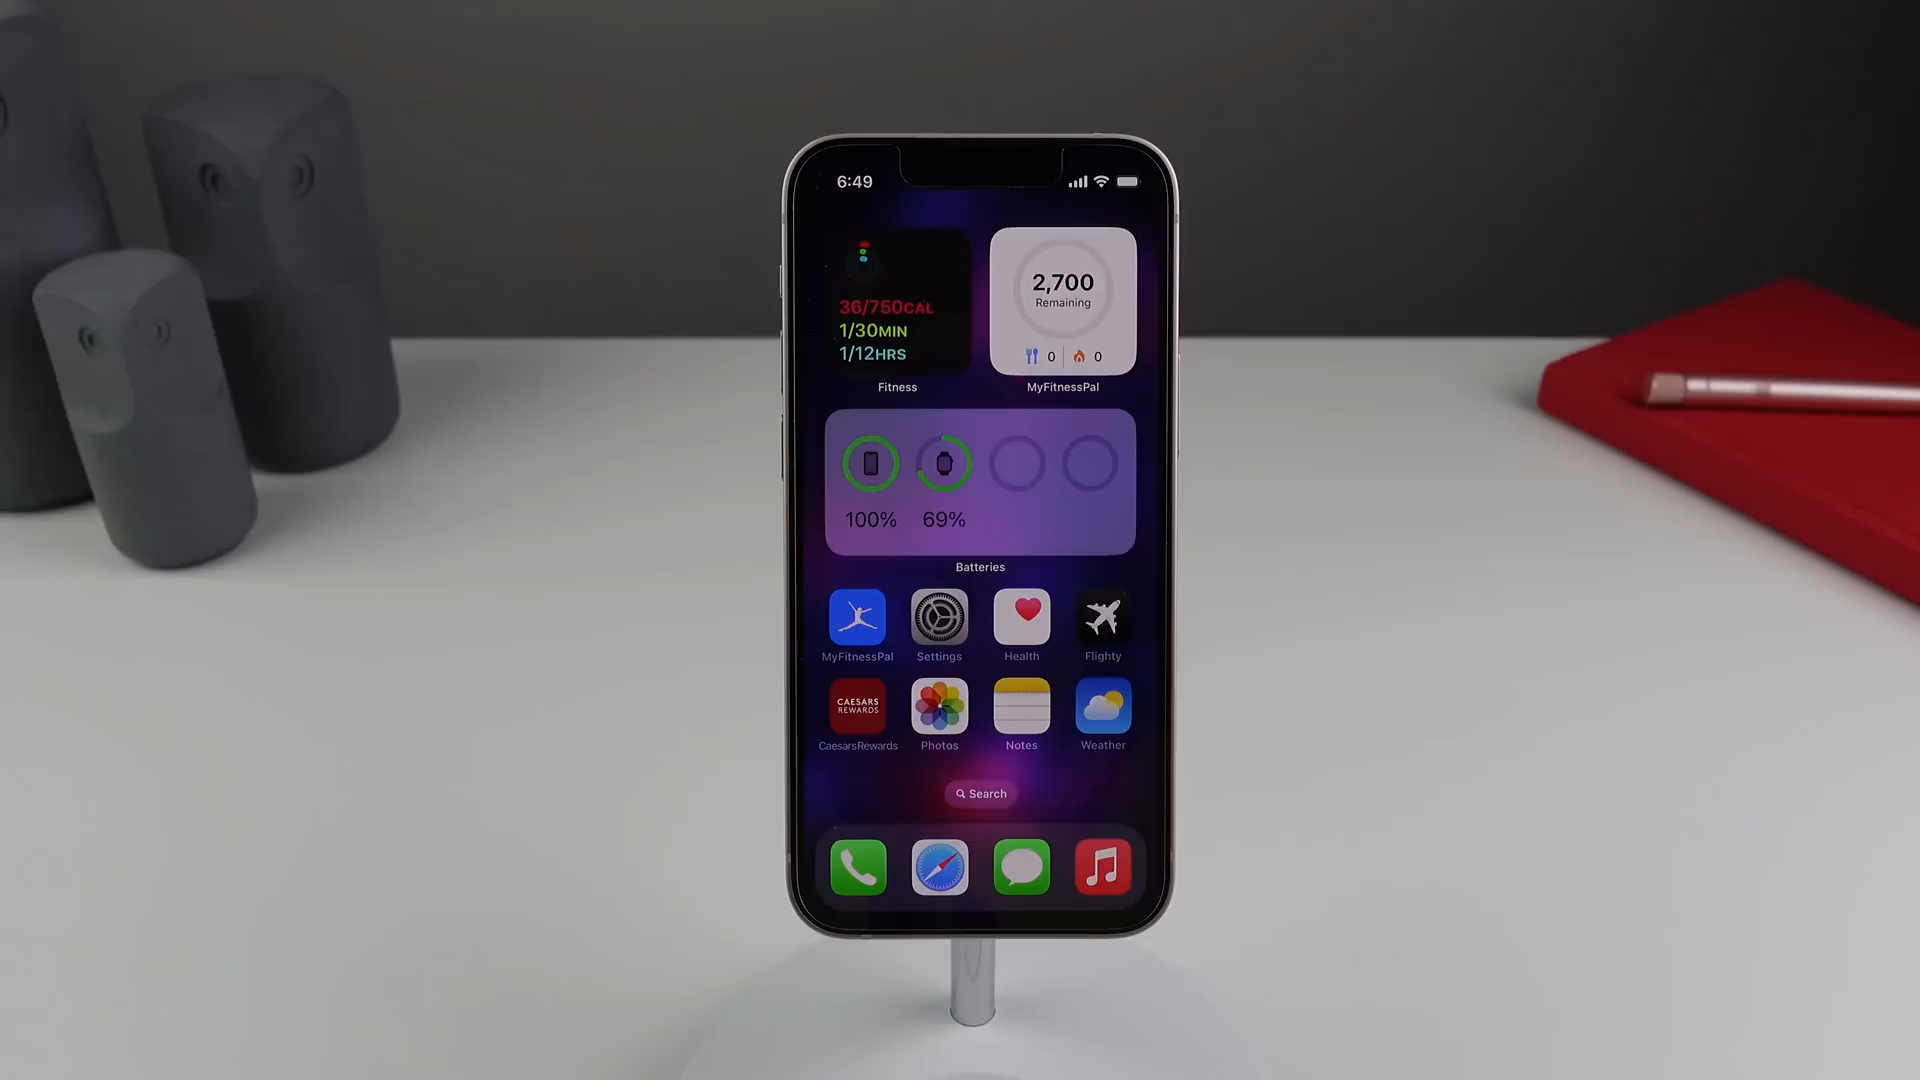 6:49
36/750CAL
1/30MIN
1/12HRS
Fitness
2,700
Remaining
0 0
MyFitnessPal
100% 69%
Batteries
MyFitnessPal Settings Health Flighty
CAESARS
REWARDS
CaesarsRewards Photos Notes Weather
Search